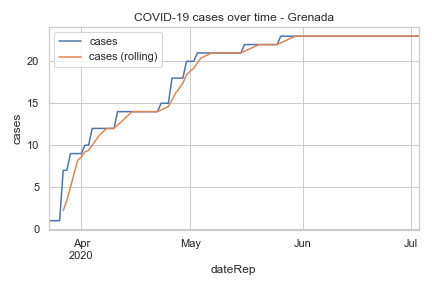 COVID-19 cases over time - Grenada
cases
cases (rolling)
cases
20
15
10
5
0
Apr
2020
May
Jun
Jul
dateRep